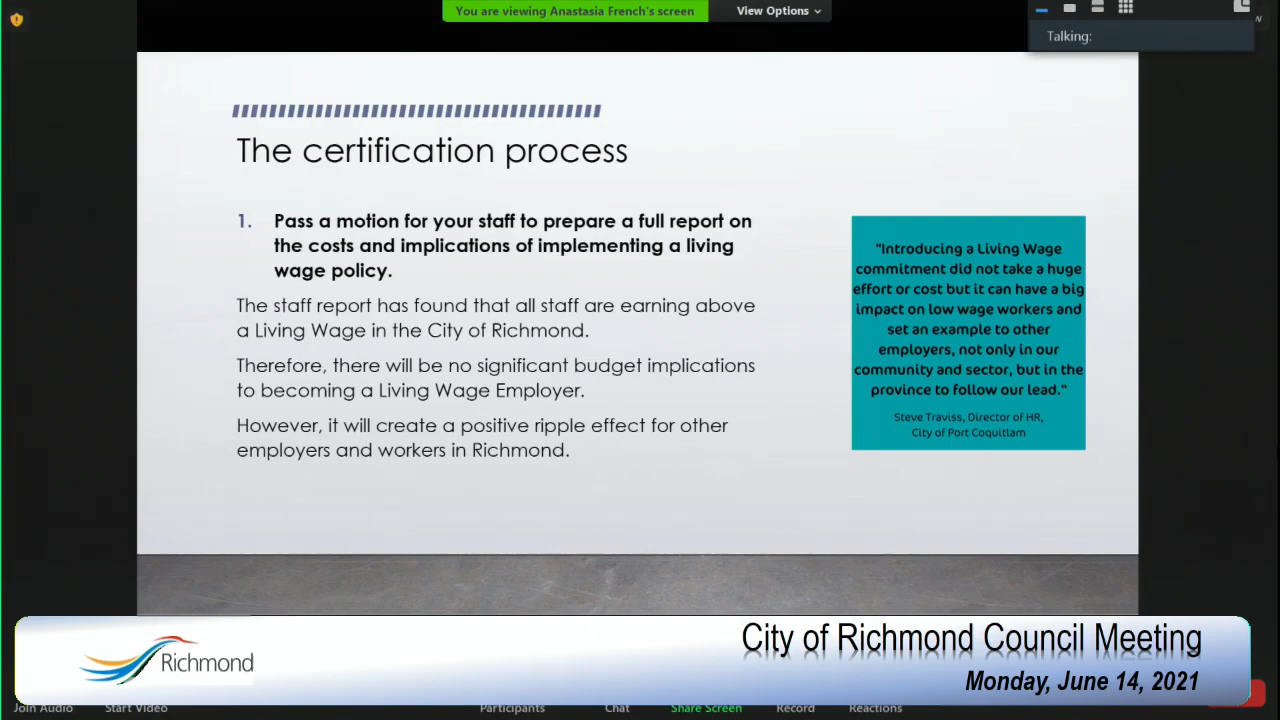 You are viewing Anastasia French's screen
View Options
Talking:
The certification process
1. Pass a motion for your staff to prepare a full report on
the costs and implications of implementing a living
wage policy.
The staff report has found that all staff are earning above
a Living Wage in the City of Richmond.
Therefore, there will be no significant budget implications
to becoming a Living Wage Employer.
However, it will create a positive ripple effect for other
employers and workers in Richmond.
"Introducing a Living Wage
commitment did not take a huge
effort or cost but it can have a big
impact on low wage workers and
set an example to other
employers, not only in our
community and sector, but in the
province to follow our lead."
Steve Traviss, Director of HR,
City of Port Coquitlam
Richmond
City of Richmond Council Meeting
Monday, June 14, 2021
Join Audio
Start Video
Participants
Chat
Share Screen
Record
Reactions